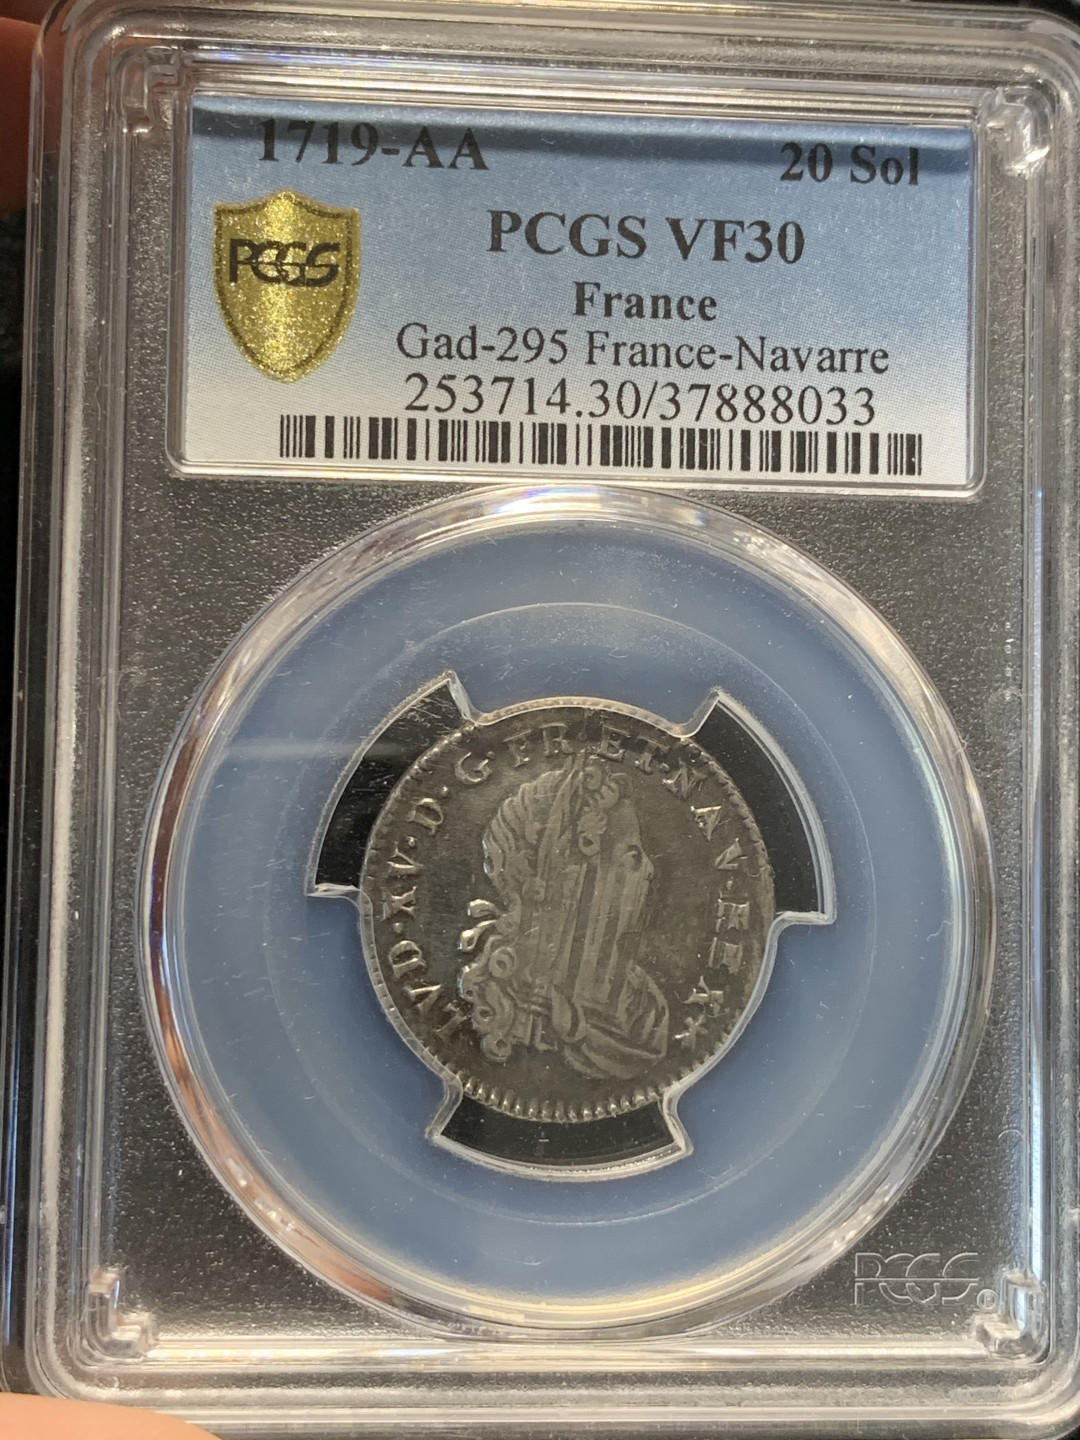 1719-AA 20 Sol
PCGS VF30
PCGS
France
Gad-295 France-Navarre
253714.30/37888033
LVD·XV·D·G·FR·ET·NAV·
PCGS